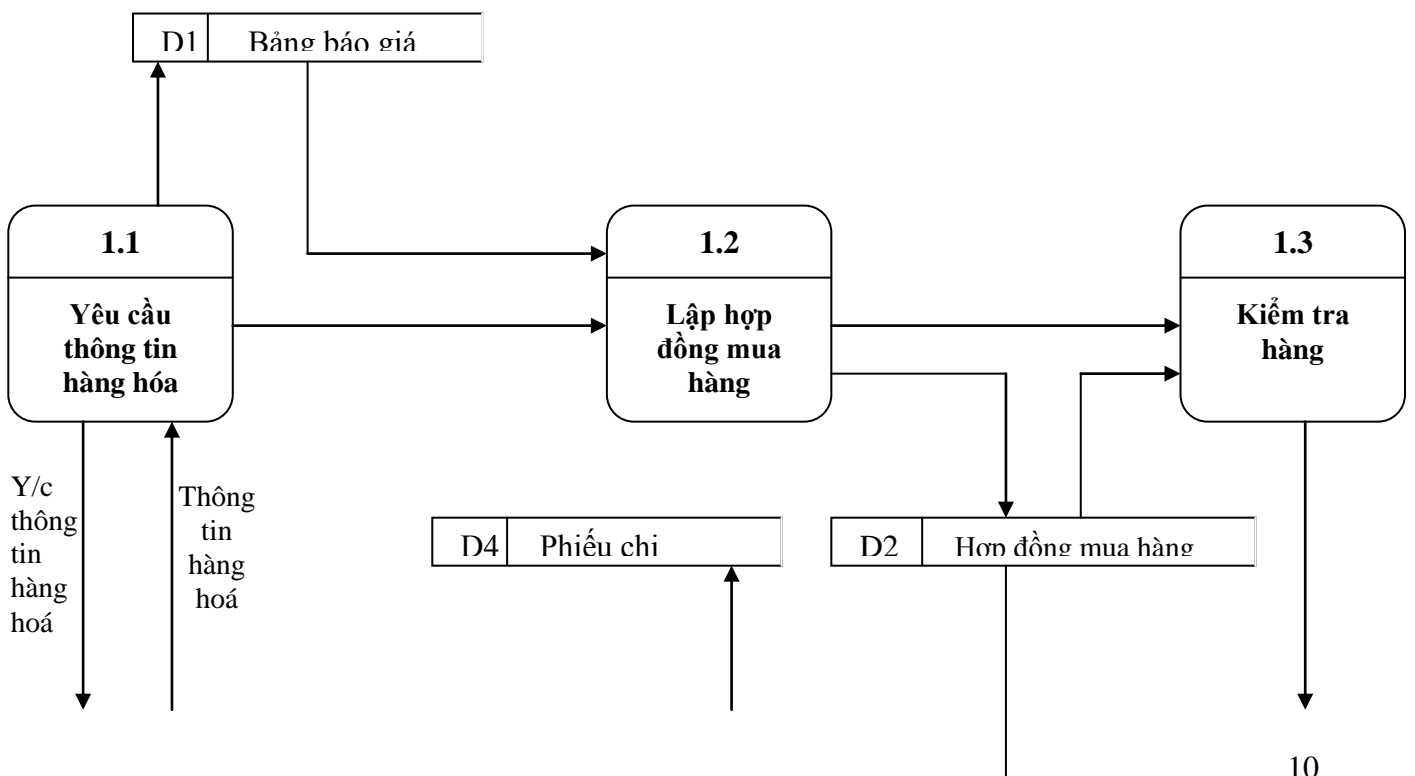 D1 Bảng báo giá
1.1
Yêu cầu
thông tin
hàng hóa
1.2
Lập hợp
đồng mua
hàng
1.3
Kiểm tra
hàng
Y/c
thông
tin
hàng
hoá
Thông
tin
hàng
hoá
D4 Phiếu chi
D2 Hợp đồng mua hàng
10